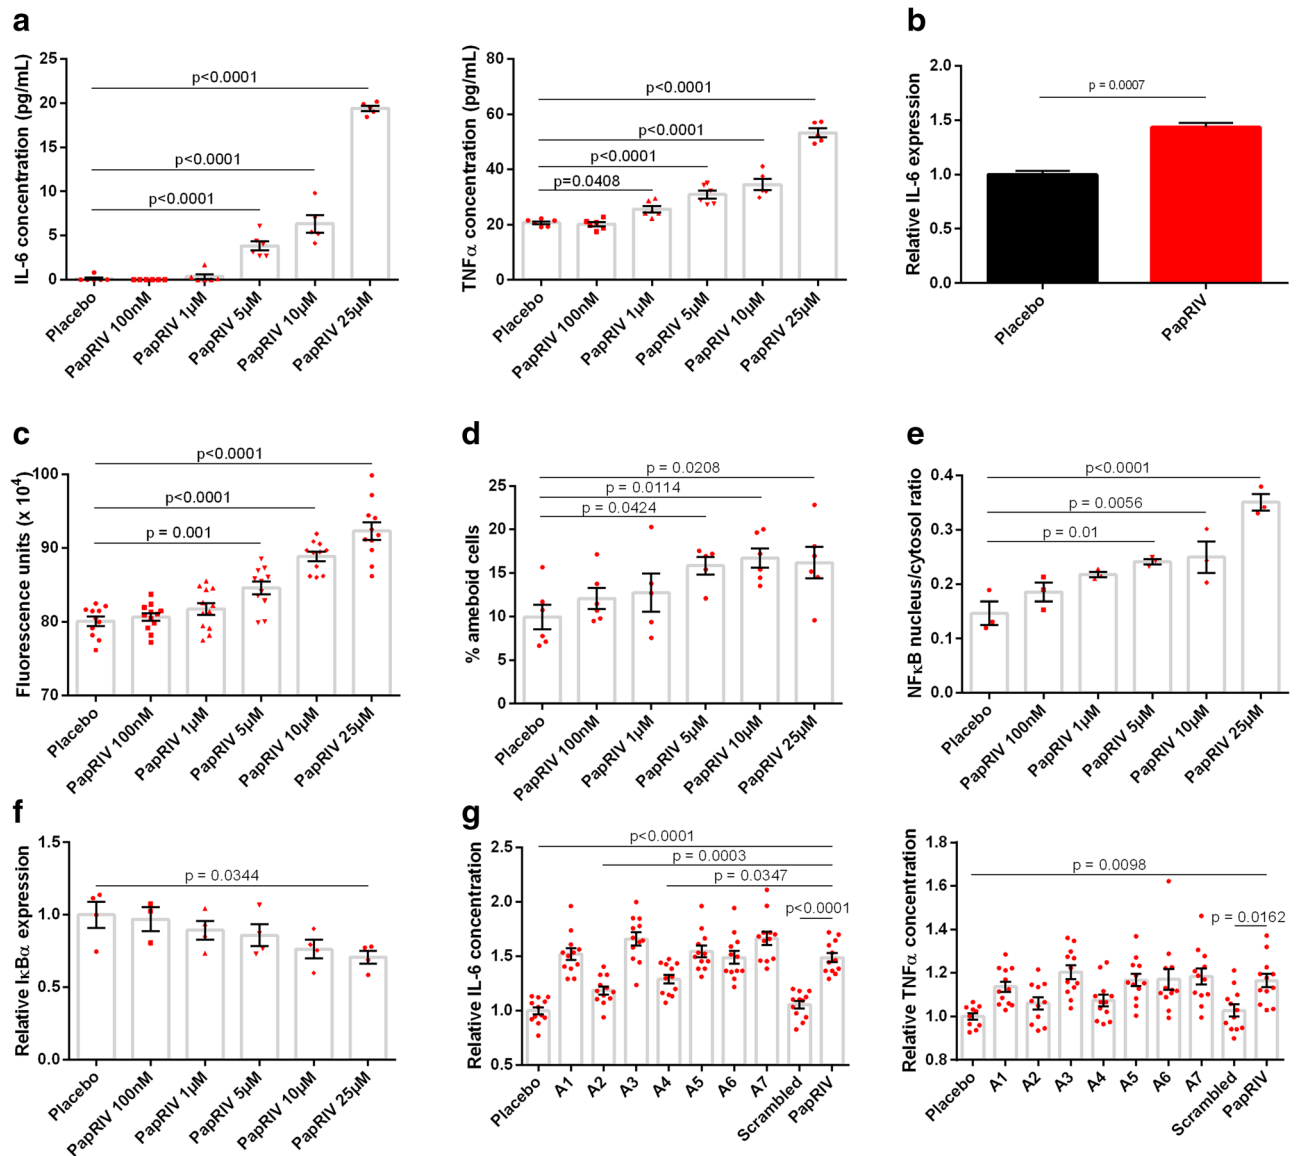 a
IL-6 concentration (pg/mL)
25
20
15
10
5
0
p<0.0001
p<0.0001
p<0.0001
Placebo
PapRIV 100nM
PapRIV 1µM
PapRIV 5µM
PapRIV 10µM
PapRIV 25µM
TNFα concentration (pg/mL)
80
60
40
20
0
p<0.0001
p<0.0001
p<0.0001
p=0.0408
Placebo
PapRIV 100nM
PapRIV 1µM
PapRIV 5µM
PapRIV 10µM
PapRIV 25µM
b
Relative IL-6 expression
2.0
1.5
1.0
0.5
0.0
p = 0.0007
Placebo
PapRIV
c
Fluorescence units (x 10⁴)
100
90
80
70
p<0.0001
p<0.0001
p = 0.001
Placebo
PapRIV 100nM
PapRIV 1µM
PapRIV 5µM
PapRIV 10µM
PapRIV 25µM
d
% ameboid cells
25
20
15
10
5
0
p = 0.0208
p = 0.0114
p = 0.0424
Placebo
PapRIV 100nM
PapRIV 1µM
PapRIV 5µM
PapRIV 10µM
PapRIV 25µM
e
NFκB nucleus/cytosol ratio
0.4
0.3
0.2
0.1
0.0
p<0.0001
p = 0.0056
p = 0.01
Placebo
PapRIV 100nM
PapRIV 1µM
PapRIV 5µM
PapRIV 10µM
PapRIV 25µM
f
Relative IκBα expression
1.5
1.0
0.5
0.0
p = 0.0344
Placebo
PapRIV 100nM
PapRIV 1µM
PapRIV 5µM
PapRIV 10µM
PapRIV 25µM
g
Relative IL-6 concentration
2.5
2.0
1.5
1.0
0.5
p<0.0001
p = 0.0003
p = 0.0347
p<0.0001
Placebo
A1
A2
A3
A4
A5
A6
A7
Scrambled
PapRIV
Relative TNFα concentration
1.8
1.6
1.4
1.2
1.0
0.8
p = 0.0098
p = 0.0162
Placebo
A1
A2
A3
A4
A5
A6
A7
Scrambled
PapRIV